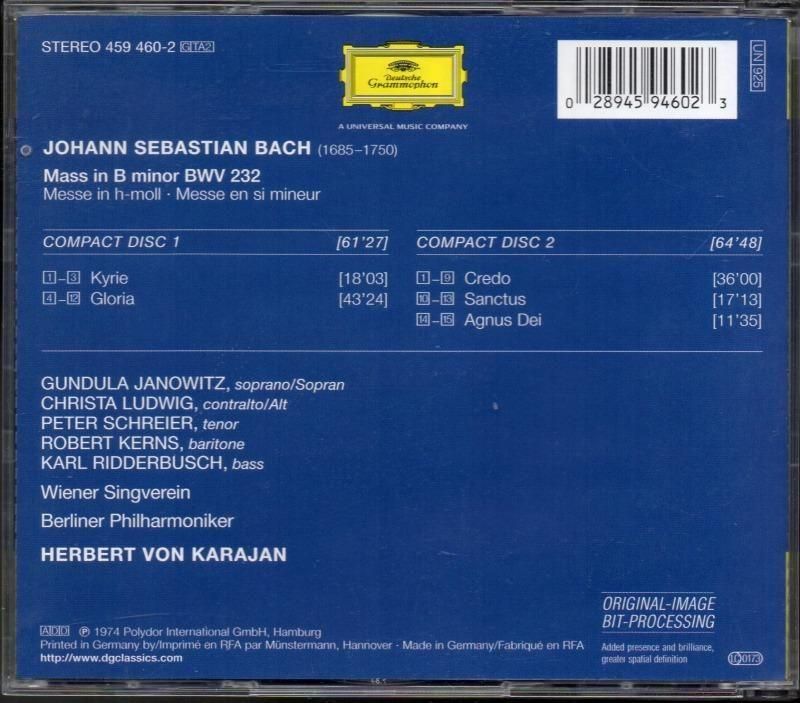 STEREO 459 460-2 GTA2
Deutsche
Grammophon
A UNIVERSAL MUSIC COMPANY
0 28945 94602 3
UN 925
JOHANN SEBASTIAN BACH (1685–1750)
Mass in B minor BWV 232
Messe in h-moll · Messe en si mineur
COMPACT DISC 1 [61'27]
1–3 Kyrie [18'03]
4–12 Gloria [43'24]
COMPACT DISC 2 [64'48]
1–9 Credo [36'00]
10–13 Sanctus [17'13]
14–15 Agnus Dei [11'35]
GUNDULA JANOWITZ, soprano/Sopran
CHRISTA LUDWIG, contralto/Alt
PETER SCHREIER, tenor
ROBERT KERNS, baritone
KARL RIDDERBUSCH, bass
Wiener Singverein
Berliner Philharmoniker
HERBERT VON KARAJAN
ADD ℗ 1974 Polydor International GmbH, Hamburg
Printed in Germany by/Imprimé en RFA par Münstermann, Hannover · Made in Germany/Fabriqué en RFA
http://www.dgclassics.com
ORIGINAL-IMAGE
BIT-PROCESSING
Added presence and brilliance,
greater spatial definition
LC 0173